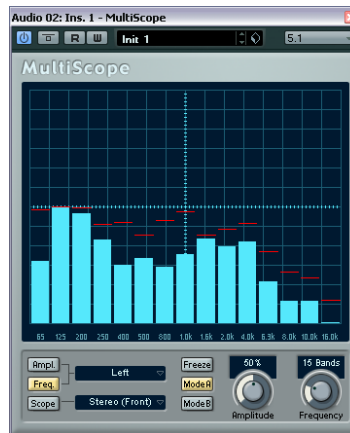 Audio 02: Ins. 1 - MultiScope
R W Init 1 5.1
MultiScope
65 125 200 250 400 500 800 1.0k 1.6k 2.0k 4.0k 6.3k 8.0k 10.0k 16.0k
Ampl.
Freq.
Scope
Left
Stereo (Front)
Freeze
Mode A
Mode B
50 %
Amplitude
15 Bands
Frequency